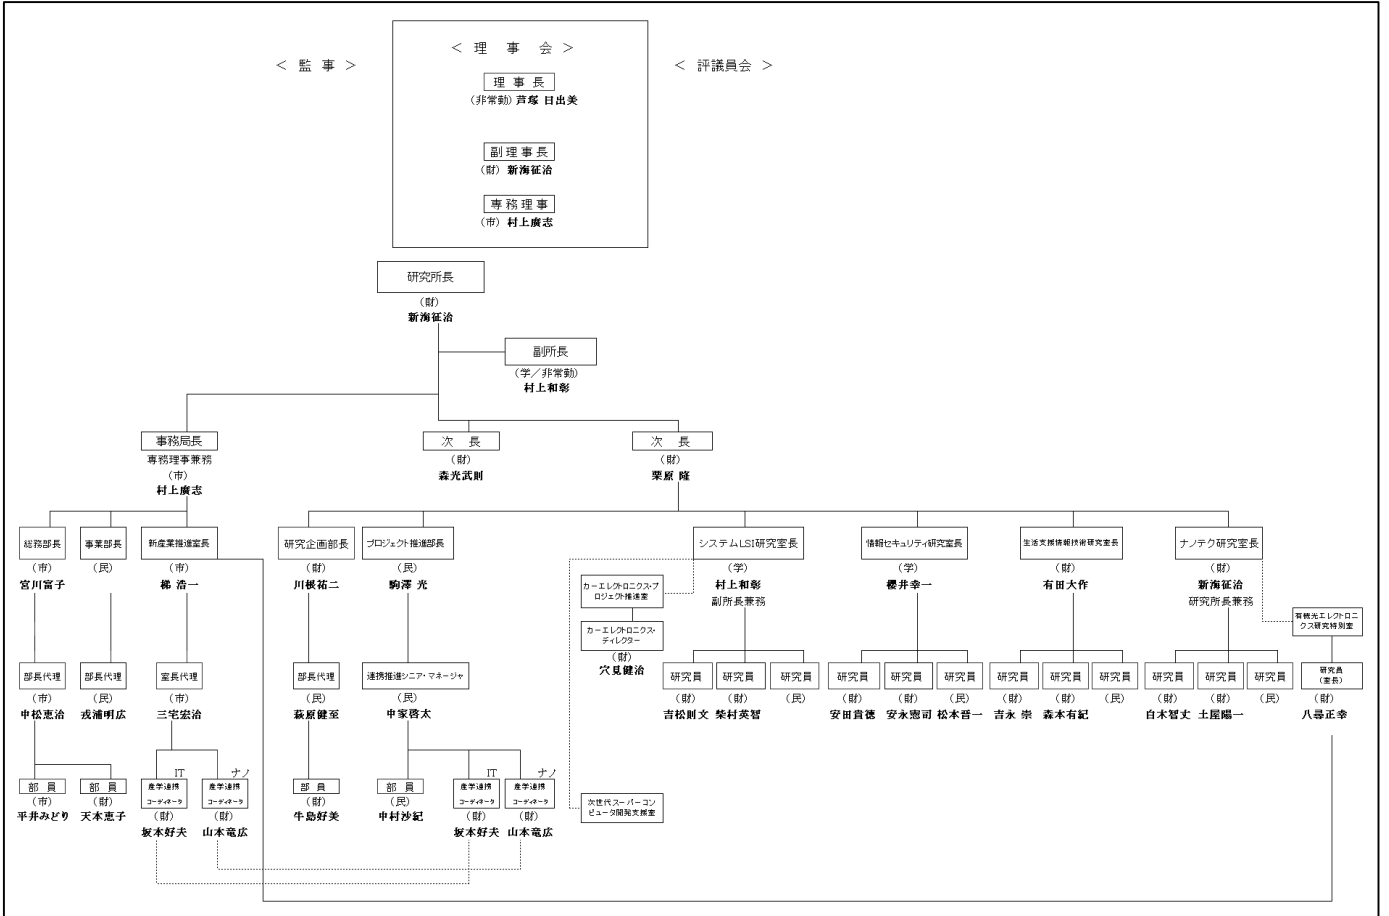 ＜ 理 事 会 ＞
＜ 監 事 ＞
＜ 評議員会 ＞
理 事 長
(非常勤) 芦塚 日出美
副 理 事 長
(財) 新海征治
専 務 理 事
(市) 村上廣志
研究所長
(財)
新海征治
副所長
(学／非常勤)
村上和彰
事務局長
専務理事兼務
(市)
村上廣志
次 長
(財)
森光武則
次 長
(財)
栗原 隆
総務部長
(市)
宮川富子
事業部長
(民)
新産業推進室長
(市)
梯 浩一
研究企画部長
(財)
川根祐二
プロジェクト推進部長
(民)
駒澤 光
システムLSI研究室長
(学)
村上和彰
副所長兼務
情報セキュリティ研究室長
(学)
櫻井幸一
生活支援情報技術研究室長
(財)
有田大作
ナノテク研究室長
(財)
新海征治
研究所長兼務
カーエレクトロニクス・プ
ロジェクト推進室
カーエレクトロニクス・
ディレクター
(財)
穴見健治
有機光エレクトロニ
クス研究特別室
部長代理
(市)
中松恵治
部長代理
(民)
戎浦明広
室長代理
(市)
三宅宏治
部長代理
(民)
萩原健至
連携推進シニア・マネージャ
(民)
中家啓太
研究員
(財)
吉松則文
研究員
(財)
柴村英智
研究員
(民)
研究員
(財)
安田貴徳
研究員
(財)
安永憲司
研究員
(民)
松本晋一
研究員
(財)
吉永 崇
研究員
(財)
森本有紀
研究員
(民)
研究員
(財)
白木智丈
研究員
(財)
土屋陽一
研究員
(民)
研究員
(室長)
(財)
八尋正幸
部 員
(市)
平井みどり
部 員
(財)
天本恵子
IT
産学連携
コーディネータ
(財)
坂本好夫
ナノ
産学連携
コーディネータ
(財)
山本竜広
部 員
(財)
牛島好美
部 員
(民)
中村沙紀
IT
産学連携
コーディネータ
(財)
坂本好夫
ナノ
産学連携
コーディネータ
(財)
山本竜広
次世代スーパーコン
ピュータ開発支援室